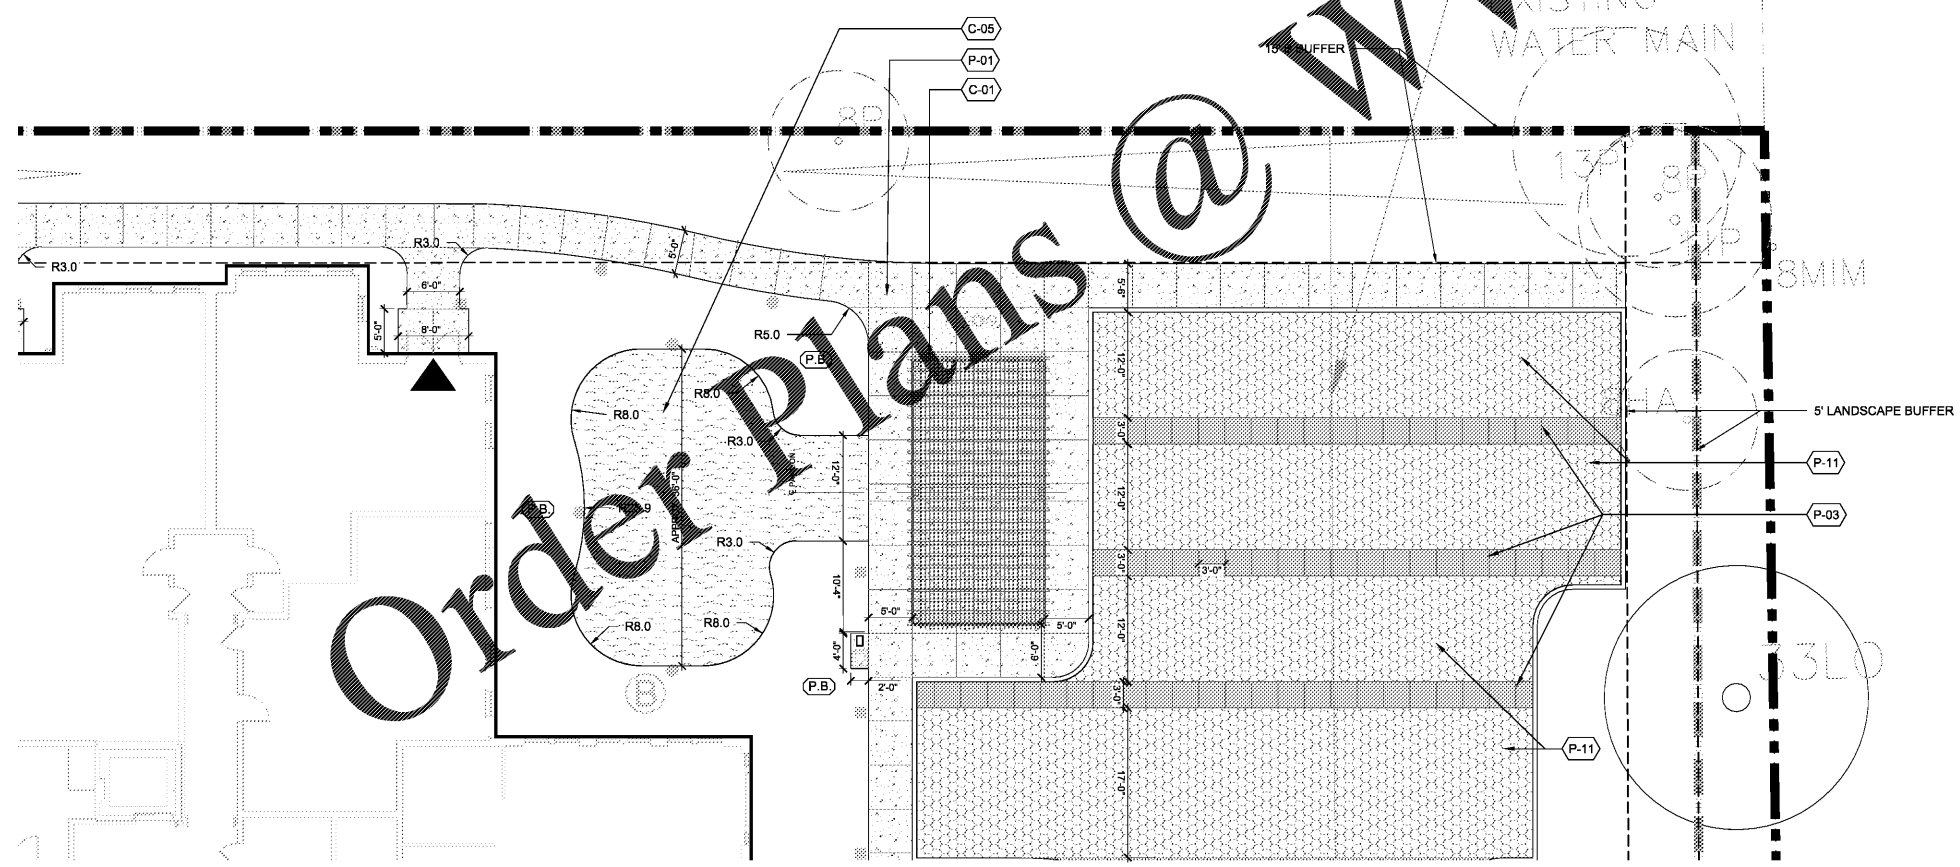 C-05
P-01
C-01
EXISTING
WATER MAIN
BUFFER
8P
13P
8P
8MIM
R3.0
R3.0
5'-0"
6'-0"
5'-0"
8'-0"
R5.0
(P.B.)
5'-6"
12'-0"
R8.0
R8.0
R3.0
3'-0"
5' LANDSCAPE BUFFER
P-11
12'-0"
12'-0"
(P.B.)
P-03
R3.0
3'-0"
3'-0"
10'-4"
5'-0"
5'-0"
R8.0
R8.0
12'-0"
4'-0"
6'-0"
33LO
(P.B.)
2'-0"
B
3'-0"
P-11
17'-0"
Order Plans @ W